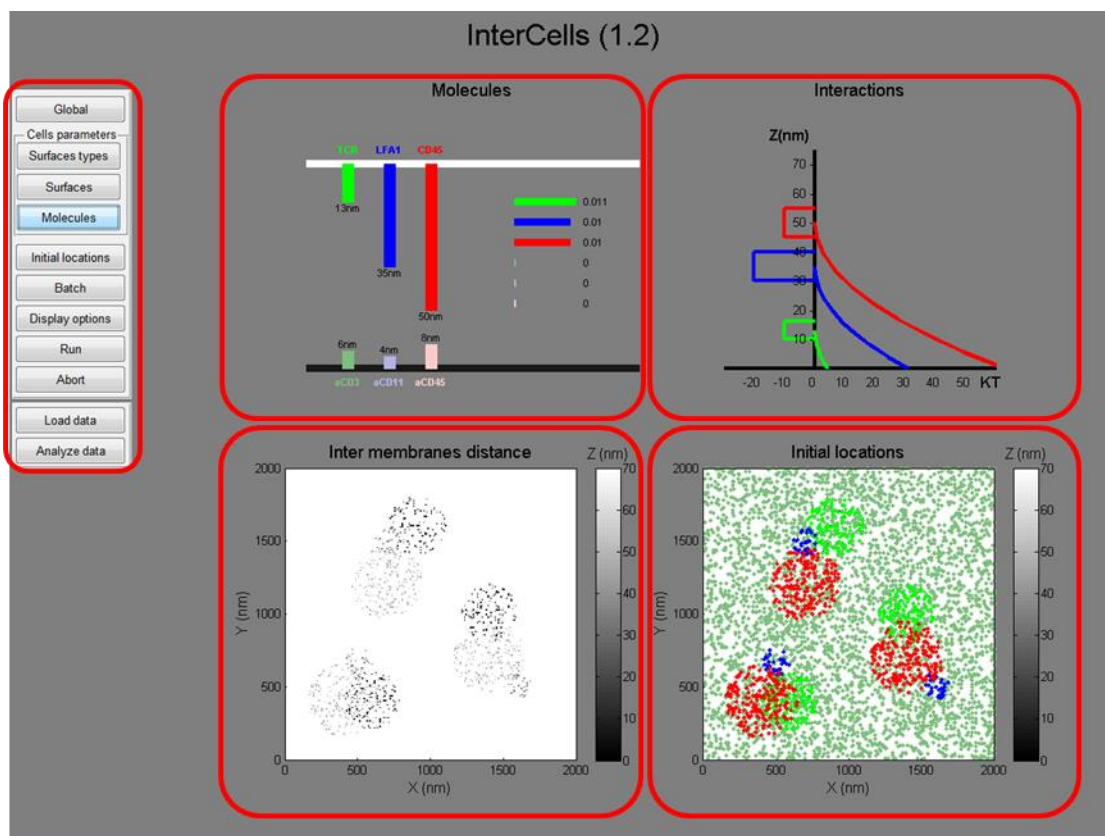 InterCells (1.2)
Global
Cells parameters
Surfaces types
Surfaces
Molecules
Initial locations
Batch
Display options
Run
Abort
Load data
Analyze data
Molecules
TCR LFA1 CD45
13nm
35nm
50nm
0.011
0.01
0.01
0
0
0
6nm 4nm 8nm
aCD3 aCD11 aCD45
Interactions
Z(nm)
70
60
50
40
30
20
10
-20 -10 0 10 20 30 40 50 KT
Inter membranes distance
Z (nm)
2000
1500
1000
500
0
Y (nm)
0 500 1000 1500 2000
X (nm)
70
60
50
40
30
20
10
0
Initial locations
Z (nm)
2000
1500
1000
500
0
Y (nm)
0 500 1000 1500 2000
X (nm)
70
60
50
40
30
20
10
0